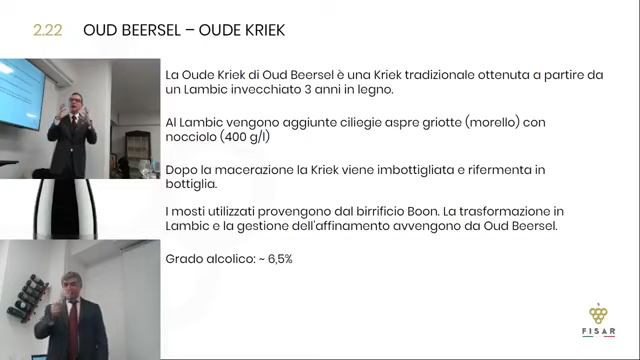 2.22 OUD BEERSEL – OUDE KRIEK
La Oude Kriek di Oud Beersel è una Kriek tradizionale ottenuta a partire da
un Lambic invecchiato 3 anni in legno.
Al Lambic vengono aggiunte ciliegie aspre griotte (morello) con
nocciolo (400 g/l)
Dopo la macerazione la Kriek viene imbottigliata e rifermenta in
bottiglia.
I mosti utilizzati provengono dal birrificio Boon. La trasformazione in
Lambic e la gestione dell’affinamento avvengono da Oud Beersel.
Grado alcolico: ~ 6,5%
FISAR